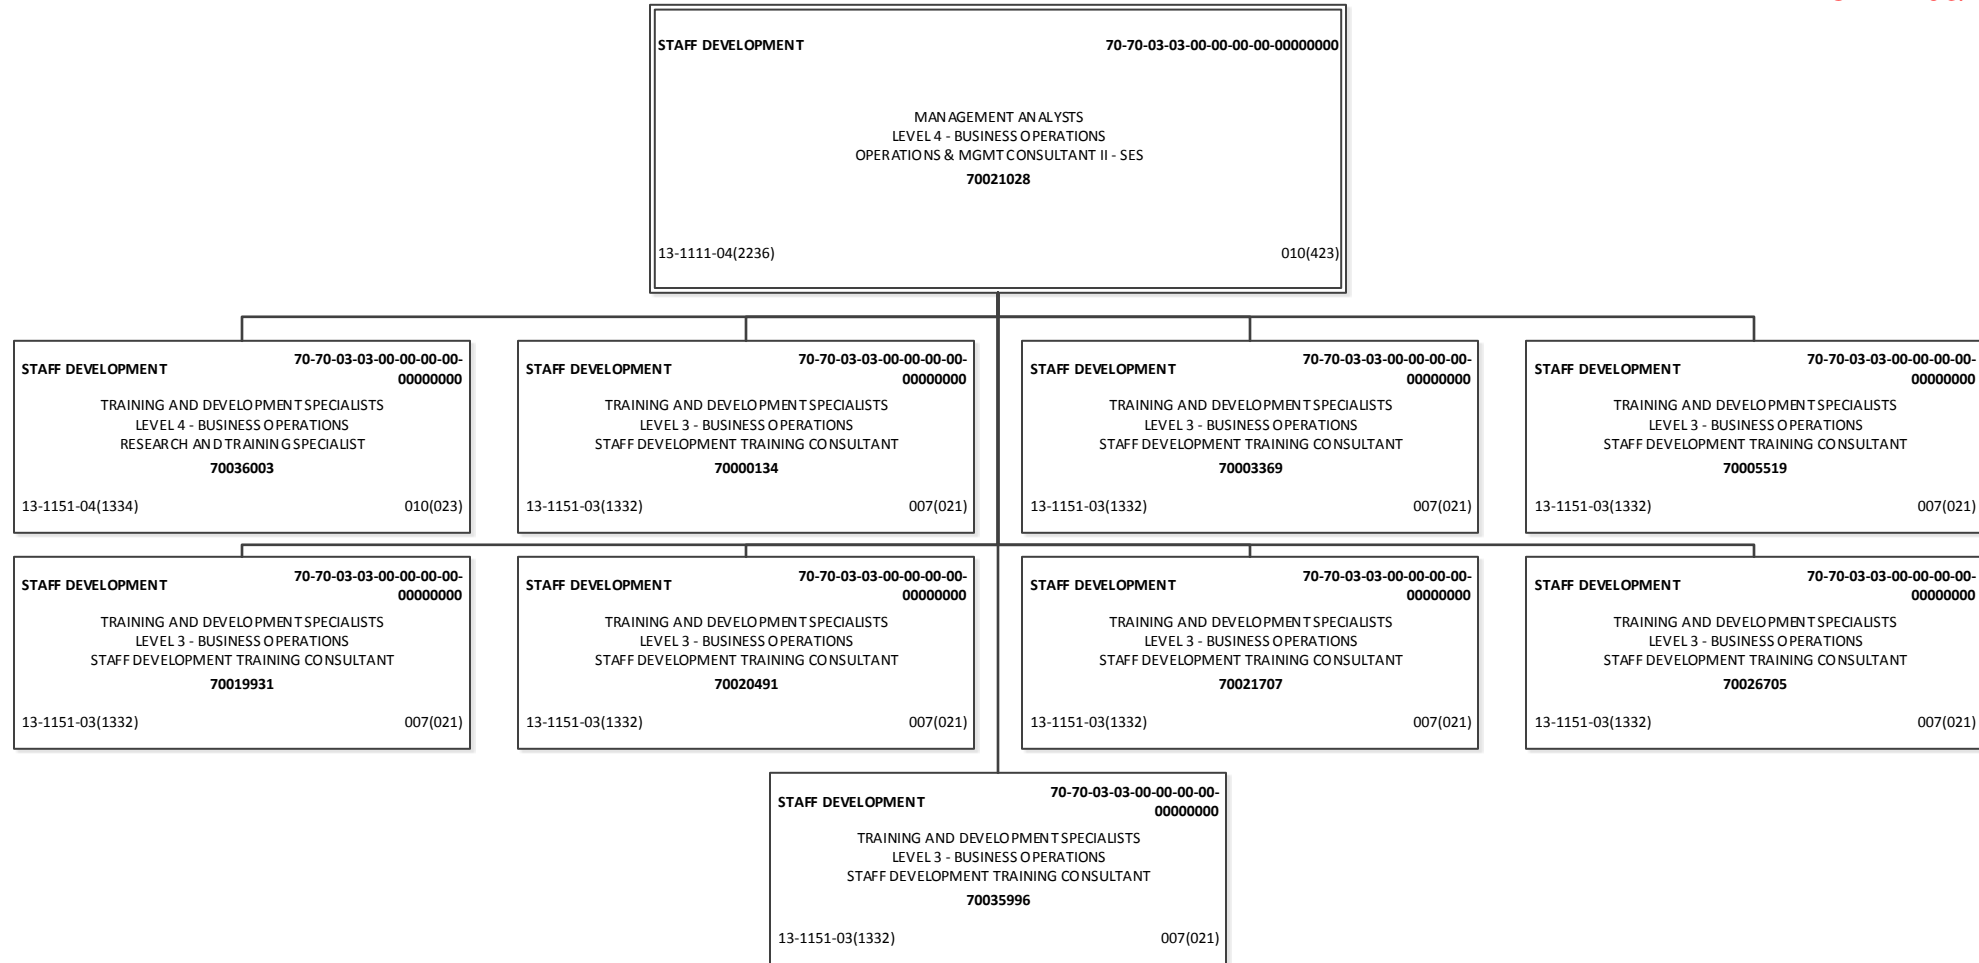 STAFF DEVELOPMENT 70-70-03-03-00-00-00-00-00000000
MANAGEMENT ANALYSTS
LEVEL 4 - BUSINESS OPERATIONS
OPERATIONS & MGMT CONSULTANT II - SES
70021028
13-1111-04(2236) 010(423)
STAFF DEVELOPMENT 70-70-03-03-00-00-00-00-
00000000
TRAINING AND DEVELOPMENT SPECIALISTS
LEVEL 4 - BUSINESS OPERATIONS
RESEARCH AND TRAINING SPECIALIST
70036003
13-1151-04(1334) 010(023)
STAFF DEVELOPMENT 70-70-03-03-00-00-00-00-
00000000
TRAINING AND DEVELOPMENT SPECIALISTS
LEVEL 3 - BUSINESS OPERATIONS
STAFF DEVELOPMENT TRAINING CONSULTANT
70000134
13-1151-03(1332) 007(021)
STAFF DEVELOPMENT 70-70-03-03-00-00-00-00-
00000000
TRAINING AND DEVELOPMENT SPECIALISTS
LEVEL 3 - BUSINESS OPERATIONS
STAFF DEVELOPMENT TRAINING CONSULTANT
70003369
13-1151-03(1332) 007(021)
STAFF DEVELOPMENT 70-70-03-03-00-00-00-00-
00000000
TRAINING AND DEVELOPMENT SPECIALISTS
LEVEL 3 - BUSINESS OPERATIONS
STAFF DEVELOPMENT TRAINING CONSULTANT
70005519
13-1151-03(1332) 007(021)
STAFF DEVELOPMENT 70-70-03-03-00-00-00-00-
00000000
TRAINING AND DEVELOPMENT SPECIALISTS
LEVEL 3 - BUSINESS OPERATIONS
STAFF DEVELOPMENT TRAINING CONSULTANT
70019931
13-1151-03(1332) 007(021)
STAFF DEVELOPMENT 70-70-03-03-00-00-00-00-
00000000
TRAINING AND DEVELOPMENT SPECIALISTS
LEVEL 3 - BUSINESS OPERATIONS
STAFF DEVELOPMENT TRAINING CONSULTANT
70020491
13-1151-03(1332) 007(021)
STAFF DEVELOPMENT 70-70-03-03-00-00-00-00-
00000000
TRAINING AND DEVELOPMENT SPECIALISTS
LEVEL 3 - BUSINESS OPERATIONS
STAFF DEVELOPMENT TRAINING CONSULTANT
70021707
13-1151-03(1332) 007(021)
STAFF DEVELOPMENT 70-70-03-03-00-00-00-00-
00000000
TRAINING AND DEVELOPMENT SPECIALISTS
LEVEL 3 - BUSINESS OPERATIONS
STAFF DEVELOPMENT TRAINING CONSULTANT
70026705
13-1151-03(1332) 007(021)
STAFF DEVELOPMENT 70-70-03-03-00-00-00-00-
00000000
TRAINING AND DEVELOPMENT SPECIALISTS
LEVEL 3 - BUSINESS OPERATIONS
STAFF DEVELOPMENT TRAINING CONSULTANT
70035996
13-1151-03(1332) 007(021)